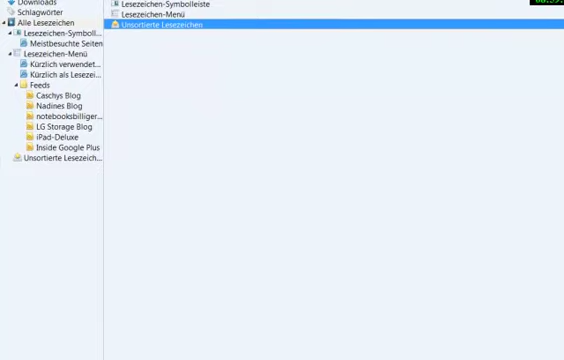 Downloads
Schlagwörter
Alle Lesezeichen
Lesezeichen-Symboll...
Meistbesuchte Seiten
Lesezeichen-Menü
Kürzlich verwendet...
Kürzlich als Lesezei...
Feeds
Caschys Blog
Nadines Blog
notebooksbilliger...
LG Storage Blog
iPad-Deluxe
Inside Google Plus
Unsortierte Lesezeich...
Lesezeichen-Symbolleiste
Lesezeichen-Menü
Unsortierte Lesezeichen